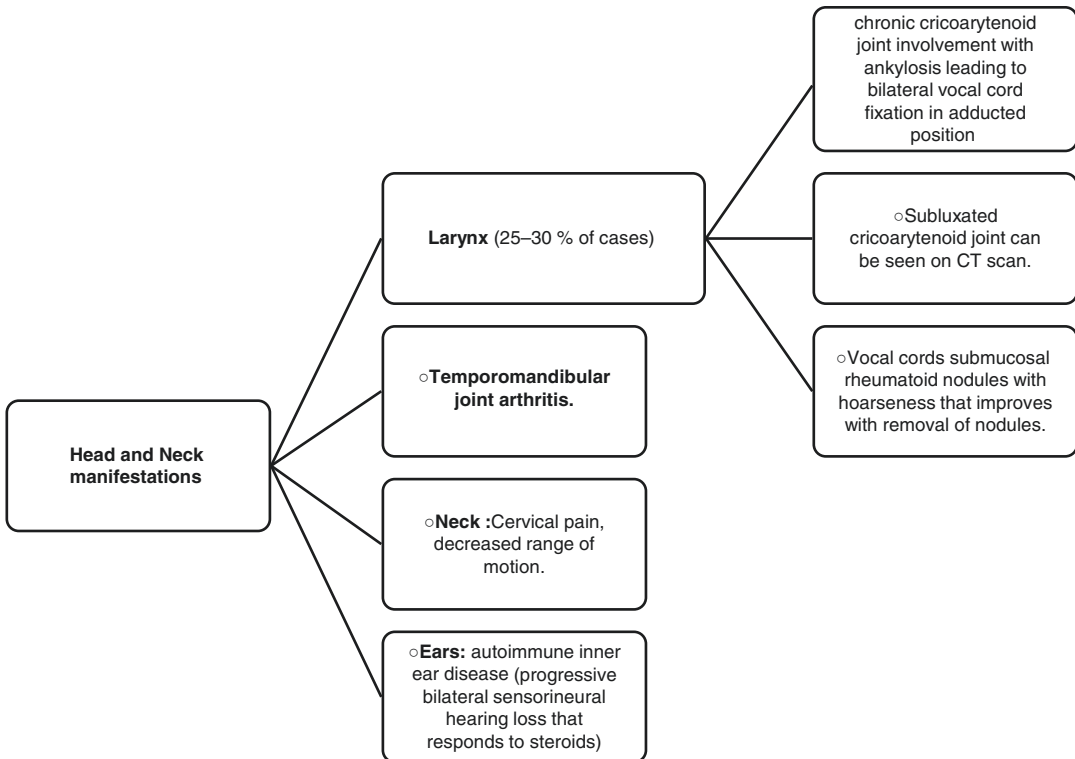 Head and Neck
manifestations
Larynx (25–30 % of cases)
○Temporomandibular
joint arthritis.
○Neck :Cervical pain,
decreased range of
motion.
○Ears: autoimmune inner
ear disease (progressive
bilateral sensorineural
hearing loss that
responds to steroids)
chronic cricoarytenoid
joint involvement with
ankylosis leading to
bilateral vocal cord
fixation in adducted
position
○Subluxated
cricoarytenoid joint can
be seen on CT scan.
○Vocal cords submucosal
rheumatoid nodules with
hoarseness that improves
with removal of nodules.